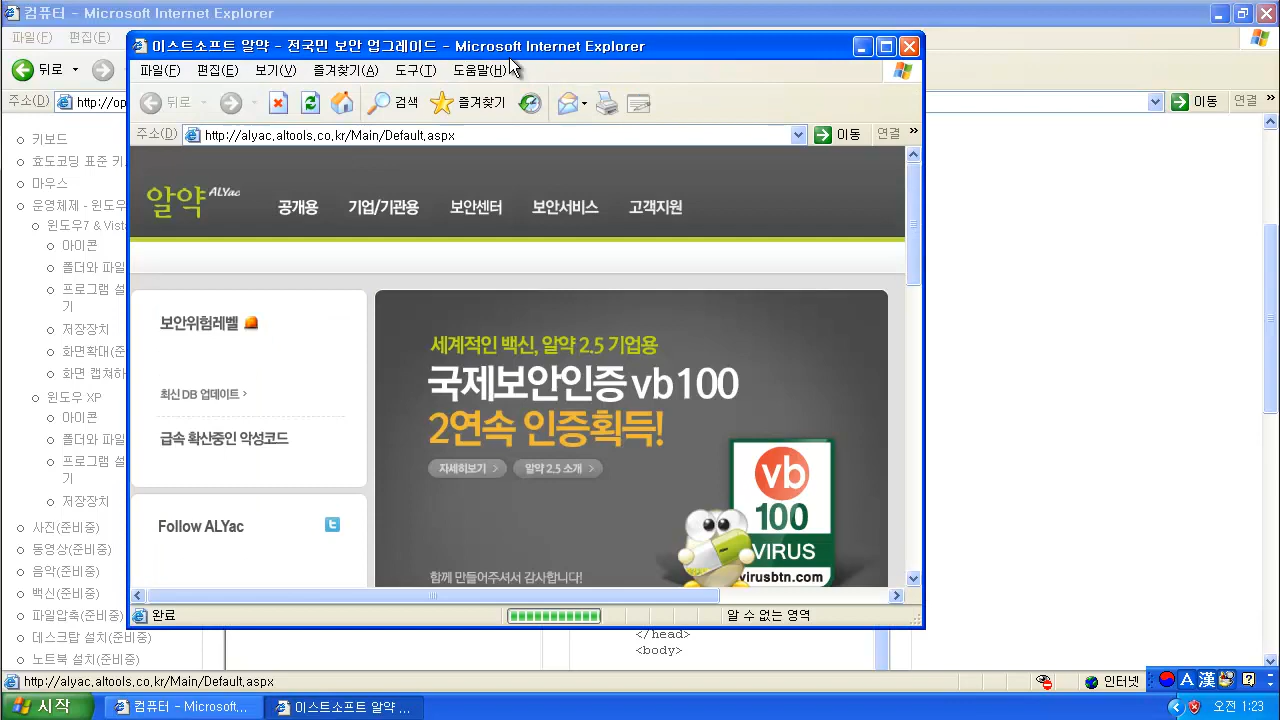 컴퓨터 - Microsoft Internet Explorer
파일(F) 편집(E)
뒤로
주소(D) http://op
이동 연결 »
키보드
효도코딩 표준 키
마우스
운영체제 - 윈도우
윈도우7 & Vista
아이콘
폴더와 파일
프로그램 설
기
저장장치
화면확대(준
화면 캡쳐하
윈도우 XP
아이콘
폴더와 파일
프로그램 설
기
저장장치
사진(준비중)
동영상(준비중)
음악(준비중)
백신(준비중)
파일압축(준비중)
데스크탑 설치(준비중)
노트북 설치(준비중)
이스트소프트 알약 - 전국민 보안 업그레이드 - Microsoft Internet Explorer
파일(F) (E) 보기(V) 즐겨찾기(A) 도구(T) 도움말(H)
뒤로 검색 즐겨찾기
주소(D) http://alyac.altools.co.kr/Main/Default.aspx 이동 연결 »
알약 ALYac 공개용 기업/기관용 보안센터 보안서비스 고객지원
보안위험레벨
최신 DB 업데이트 >
급속 확산중인 악성코드
Follow ALYac
세계적인 백신, 알약 2.5 기업용
국제보안인증 vb100
2연속 인증획득!
자세히보기 > 알약 2.5 소개 >
vb
100
VIRUS
virusbtn.com
함께 만들어주셔서 감사합니다!
완료 알 수 없는 영역
</head>
<body>
http://alyac.altools.co.kr/Main/Default.aspx 인터넷 A 漢
시작 컴퓨터 - Microsoft... 이스트소프트 알약 ... 오전 1:23